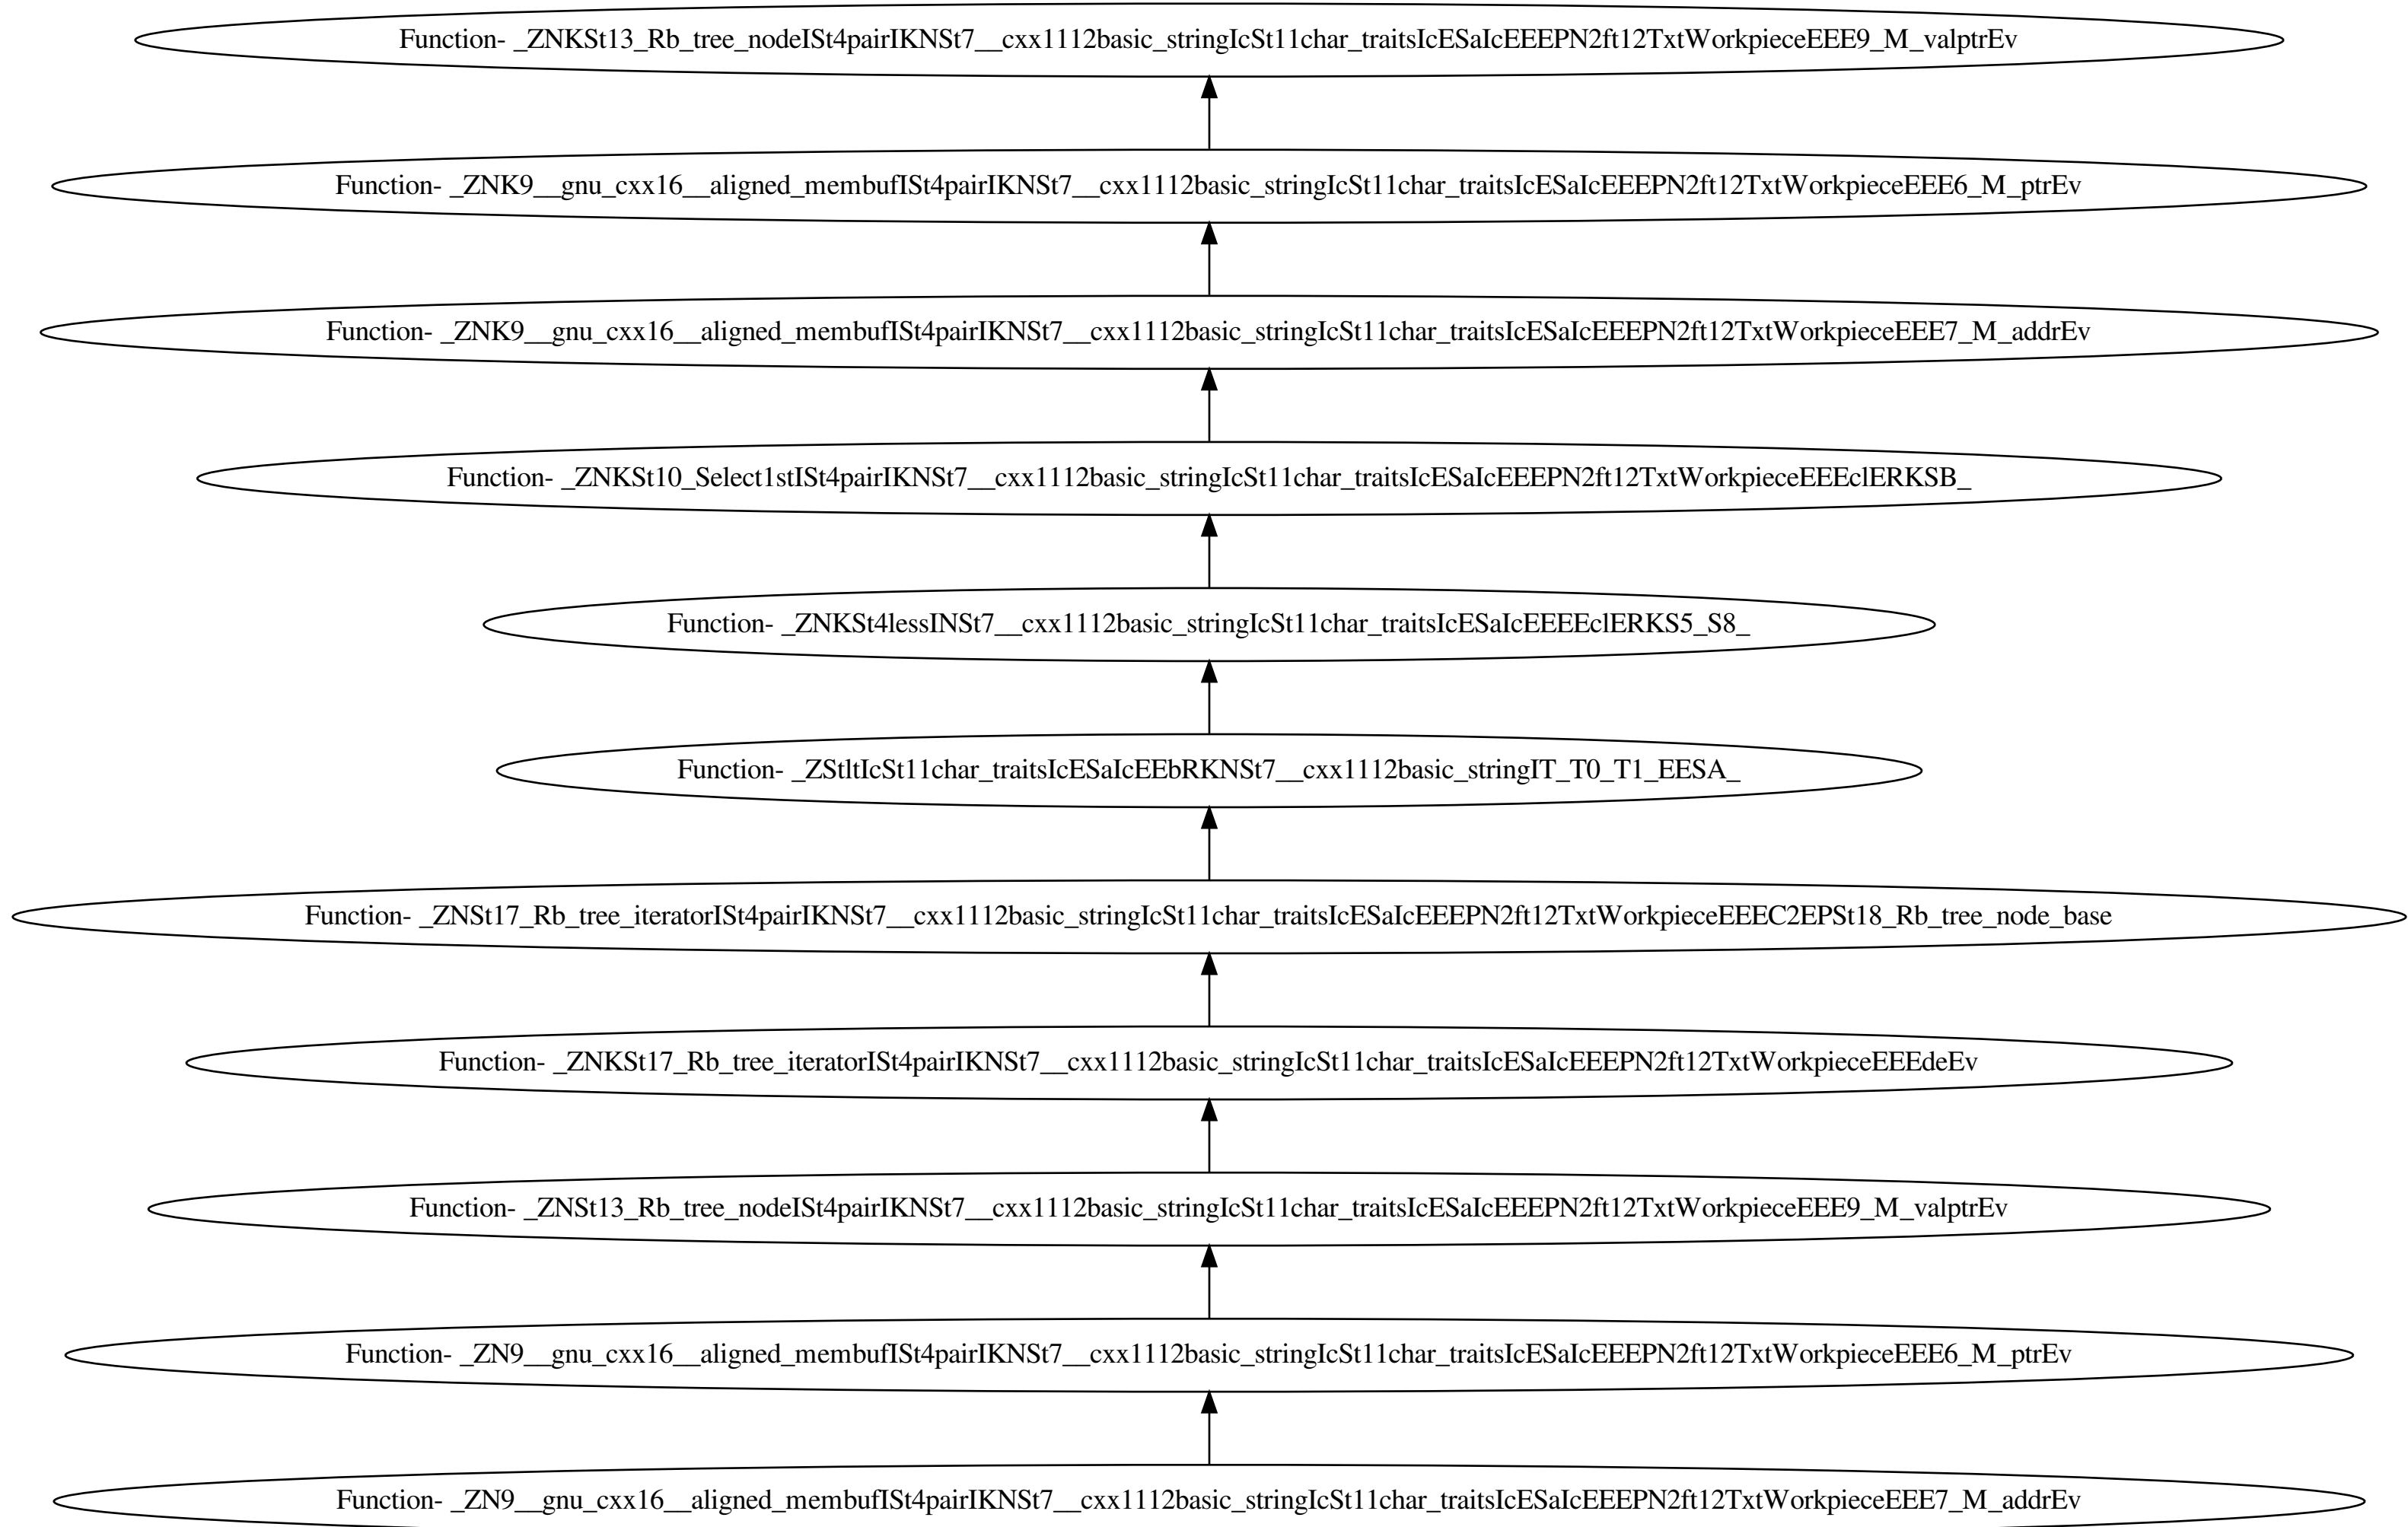 Function- _ZNKSt13_Rb_tree_nodeISt4pairIKNSt7__cxx1112basic_stringIcSt11char_traitsIcESaIcEEEPN2ft12TxtWorkpieceEEE9_M_valptrEv
Function- _ZNK9__gnu_cxx16__aligned_membufISt4pairIKNSt7__cxx1112basic_stringIcSt11char_traitsIcESaIcEEEPN2ft12TxtWorkpieceEEE6_M_ptrEv
Function- _ZNK9__gnu_cxx16__aligned_membufISt4pairIKNSt7__cxx1112basic_stringIcSt11char_traitsIcESaIcEEEPN2ft12TxtWorkpieceEEE7_M_addrEv
Function- _ZNKSt10_Select1stISt4pairIKNSt7__cxx1112basic_stringIcSt11char_traitsIcESaIcEEEPN2ft12TxtWorkpieceEEEclERKSB_
Function- _ZNKSt4lessINSt7__cxx1112basic_stringIcSt11char_traitsIcESaIcEEEEclERKS5_S8_
Function- _ZStltIcSt11char_traitsIcESaIcEEbRKNSt7__cxx1112basic_stringIT_T0_T1_EESA_
Function- _ZNSt17_Rb_tree_iteratorISt4pairIKNSt7__cxx1112basic_stringIcSt11char_traitsIcESaIcEEEPN2ft12TxtWorkpieceEEEC2EPSt18_Rb_tree_node_base
Function- _ZNKSt17_Rb_tree_iteratorISt4pairIKNSt7__cxx1112basic_stringIcSt11char_traitsIcESaIcEEEPN2ft12TxtWorkpieceEEEdeEv
Function- _ZNSt13_Rb_tree_nodeISt4pairIKNSt7__cxx1112basic_stringIcSt11char_traitsIcESaIcEEEPN2ft12TxtWorkpieceEEE9_M_valptrEv
Function- _ZN9__gnu_cxx16__aligned_membufISt4pairIKNSt7__cxx1112basic_stringIcSt11char_traitsIcESaIcEEEPN2ft12TxtWorkpieceEEE6_M_ptrEv
Function- _ZN9__gnu_cxx16__aligned_membufISt4pairIKNSt7__cxx1112basic_stringIcSt11char_traitsIcESaIcEEEPN2ft12TxtWorkpieceEEE7_M_addrEv